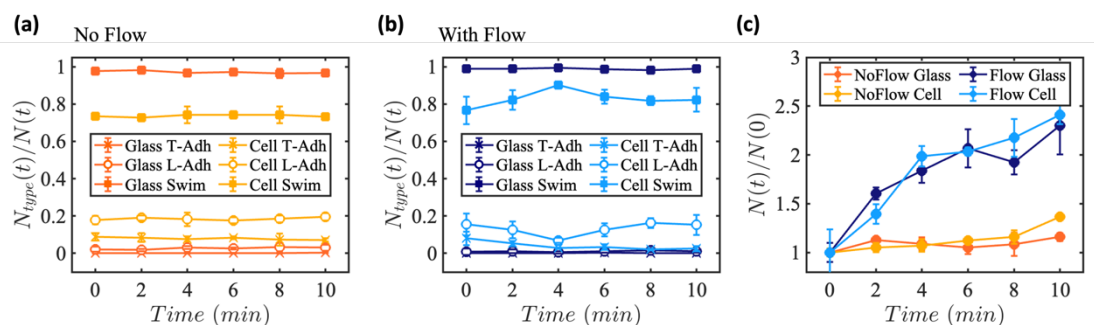 (a) No Flow
N_type(t)/N(t)
1
0.8
0.6
0.4
0.2
0
Glass T-Adh Cell T-Adh
Glass L-Adh Cell L-Adh
Glass Swim Cell Swim
0 2 4 6 8 10
Time (min)
(b) With Flow
N_type(t)/N(t)
1
0.8
0.6
0.4
0.2
0
Glass T-Adh Cell T-Adh
Glass L-Adh Cell L-Adh
Glass Swim Cell Swim
0 2 4 6 8 10
Time (min)
(c)
N(t)/N(0)
3
2.5
2
1.5
1
NoFlow Glass Flow Glass
NoFlow Cell Flow Cell
0 2 4 6 8 10
Time (min)